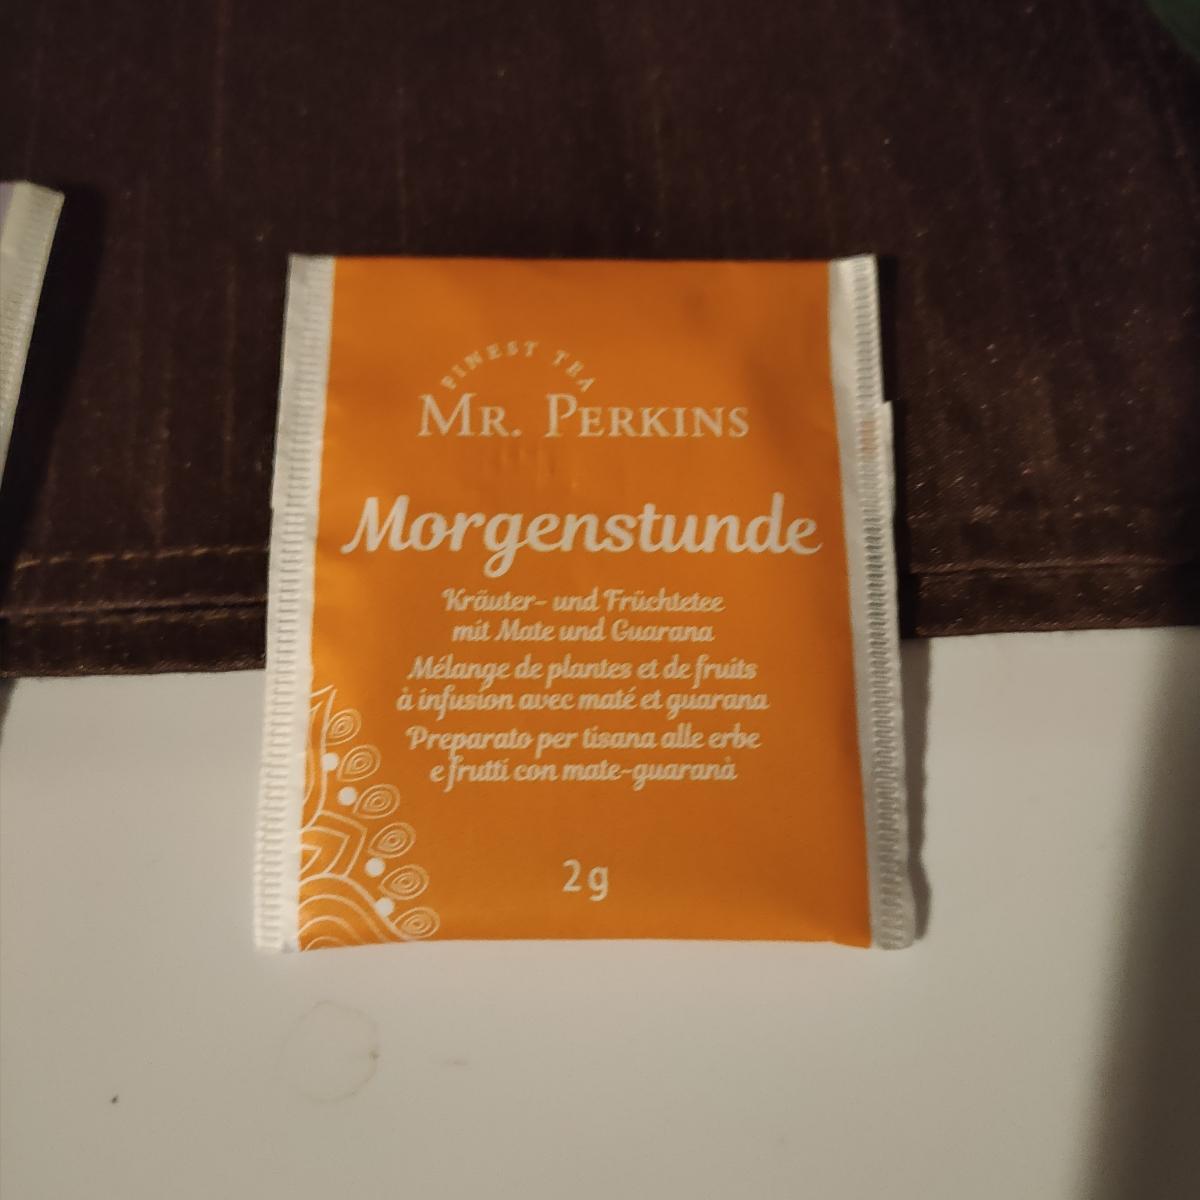 FINEST TEA
MR. PERKINS
Morgenstunde
Kräuter- und Früchtetee
mit Mate und Guarana
Mélange de plantes et de fruits
à infusion avec maté et guarana
Preparato per tisana alle erbe
e frutti con mate-guaranà
2g